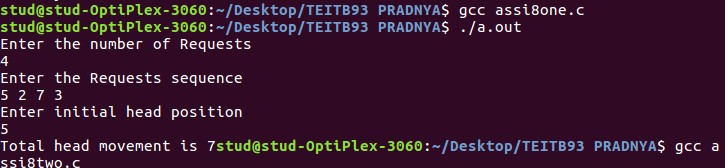 stud@stud-OptiPlex-3060:~/Desktop/TEITB93 PRADNYA$ gcc assi8one.c
stud@stud-OptiPlex-3060:~/Desktop/TEITB93 PRADNYA$ ./a.out
Enter the number of Requests
4
Enter the Requests sequence
5 2 7 3
Enter initial head position
5
Total head movement is 7stud@stud-OptiPlex-3060:~/Desktop/TEITB93 PRADNYA$ gcc a
ssi8two.c